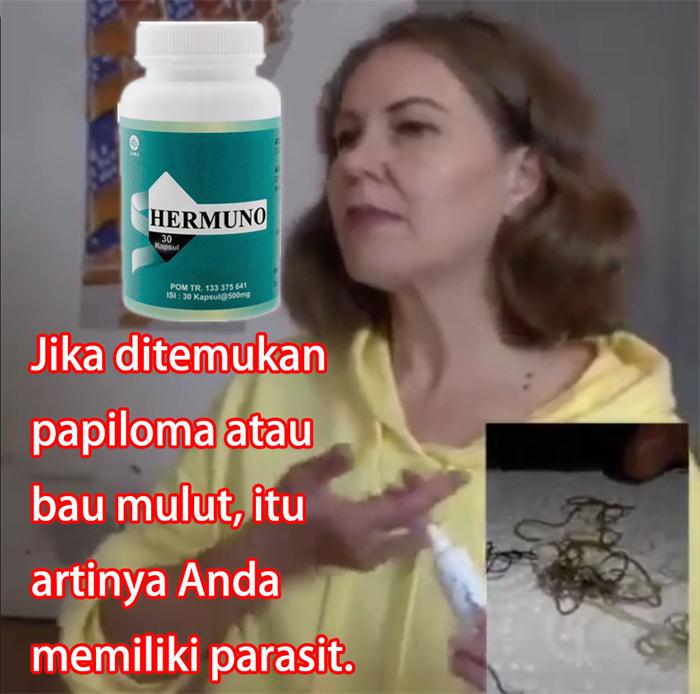 HERMUNO
30
Kapsul
POM TR. 133 375 641
ISI : 30 Kapsul@500mg
Jika ditemukan
papiloma atau
bau mulut, itu
artinya Anda
memiliki parasit.